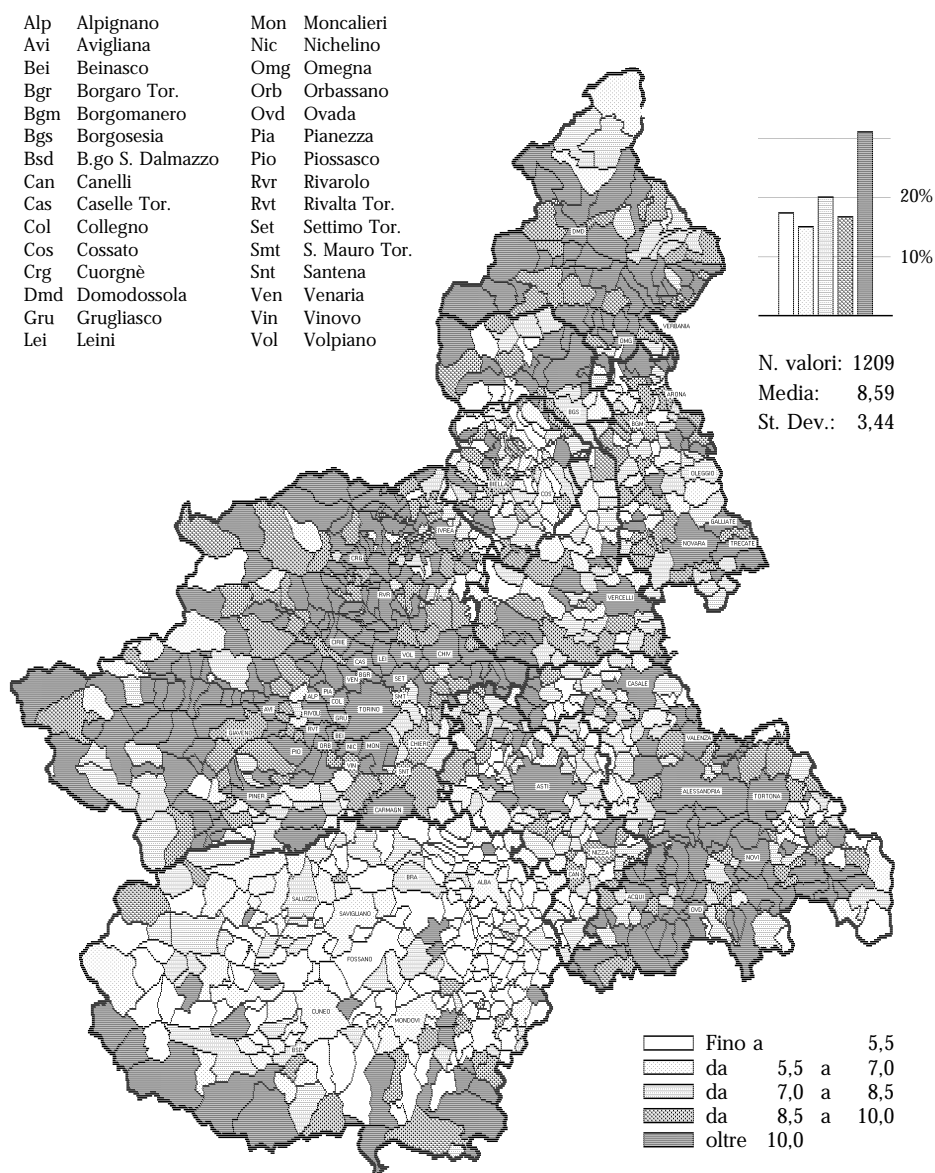 Alp Alpignano
Avi Avigliana
Bei Beinasco
Bgr Borgaro Tor.
Bgm Borgomanero
Bgs Borgosesia
Bsd B.go S. Dalmazzo
Can Canelli
Cas Caselle Tor.
Col Collegno
Cos Cossato
Crg Cuorgnè
Dmd Domodossola
Gru Grugliasco
Lei Leini
Mon Moncalieri
Nic Nichelino
Omg Omegna
Orb Orbassano
Ovd Ovada
Pia Pianezza
Pio Piossasco
Rvr Rivarolo
Rvt Rivalta Tor.
Set Settimo Tor.
Smt S. Mauro Tor.
Snt Santena
Ven Venaria
Vin Vinovo
Vol Volpiano
20%
10%
N. valori: 1209
Media: 8,59
St. Dev.: 3,44
DMD
VERBANIA
OMG
ARONA
BGS
BGM
OLEGGIO
BIELLA
COS
GALLIATE
NOVARA
TRECATE
IVREA
CRG
RVR
VERCELLI
CIRIE
CAS
LEI
VOL
CHIV
BGR
VEN
SET
CASALE
ALP
PIA
SMT
COL
AVI
RIVOLI
TORINO
GRU
GIAVENO
RVT
BEI
VALENZA
ORB
NIC
MON
CHIERI
PIO
VIN
SNT
ASTI
PINER
ALESSANDRIA
TORTONA
CARMAGN
NIZZA
NOVI
CAN
BRA
ALBA
SALUZZO
ACQUI
OVD
SAVIGLIANO
FOSSANO
CUNEO
MONDOVI
BSD
Fino a 5,5
da 5,5 a 7,0
da 7,0 a 8,5
da 8,5 a 10,0
oltre 10,0